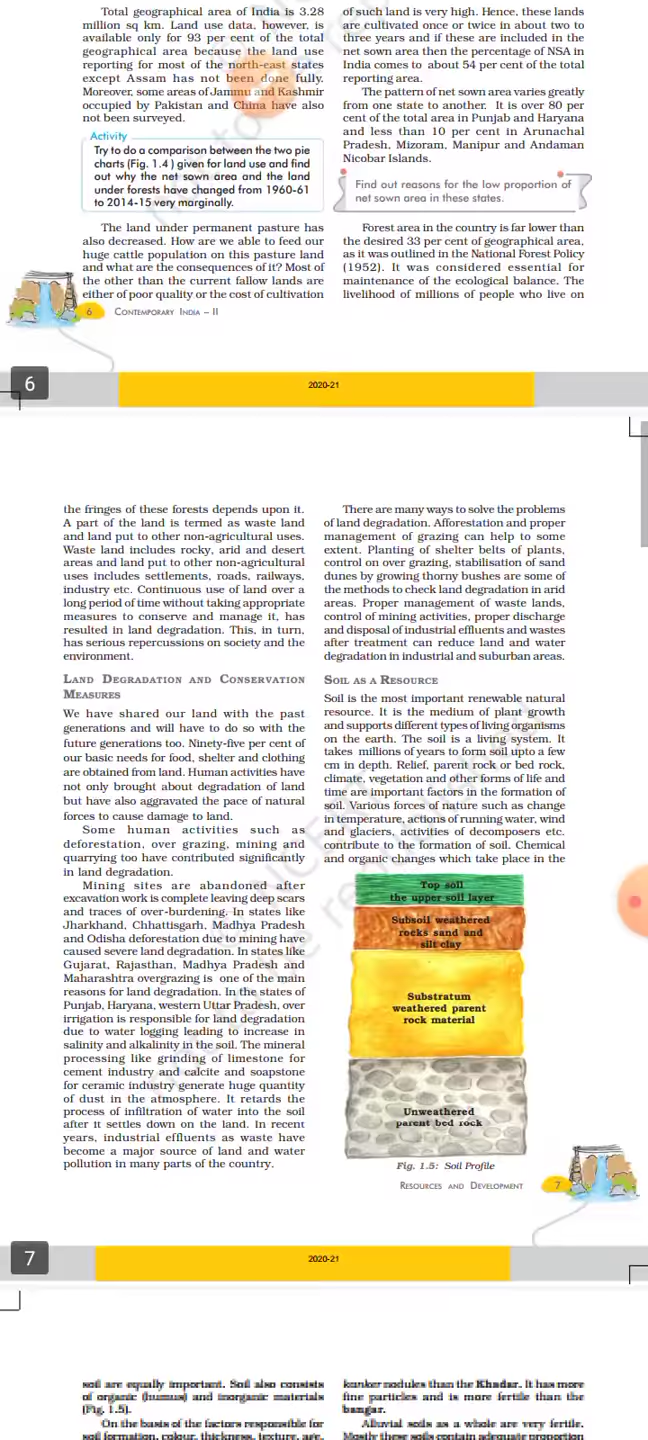 Total geographical area of India is 3.28
million sq km. Land use data, however, is
available only for 93 per cent of the total
geographical area because the land use
reporting for most of the north-east states
except Assam has not been done fully.
Moreover, some areas of Jammu and Kashmir
occupied by Pakistan and China have also
not been surveyed.
Activity
Try to do a comparison between the two pie
charts (Fig. 1.4 ) given for land use and find
out why the net sown area and the land
under forests have changed from 1960-61
to 2014-15 very marginally.
The land under permanent pasture has
also decreased. How are we able to feed our
huge cattle population on this pasture land
and what are the consequences of it? Most of
the other than the current fallow lands are
either of poor quality or the cost of cultivation
6 CONTEMPORARY INDIA – II
of such land is very high. Hence, these lands
are cultivated once or twice in about two to
three years and if these are included in the
net sown area then the percentage of NSA in
India comes to about 54 per cent of the total
reporting area.
The pattern of net sown area varies greatly
from one state to another. It is over 80 per
cent of the total area in Punjab and Haryana
and less than 10 per cent in Arunachal
Pradesh, Mizoram, Manipur and Andaman
Nicobar Islands.
Find out reasons for the low proportion of
net sown area in these states.
Forest area in the country is far lower than
the desired 33 per cent of geographical area,
as it was outlined in the National Forest Policy
(1952). It was considered essential for
maintenance of the ecological balance. The
livelihood of millions of people who live on
6
2020-21
the fringes of these forests depends upon it.
A part of the land is termed as waste land
and land put to other non-agricultural uses.
Waste land includes rocky, arid and desert
areas and land put to other non-agricultural
uses includes settlements, roads, railways,
industry etc. Continuous use of land over a
long period of time without taking appropriate
measures to conserve and manage it, has
resulted in land degradation. This, in turn,
has serious repercussions on society and the
environment.
LAND DEGRADATION AND CONSERVATION
MEASURES
We have shared our land with the past
generations and will have to do so with the
future generations too. Ninety-five per cent of
our basic needs for food, shelter and clothing
are obtained from land. Human activities have
not only brought about degradation of land
but have also aggravated the pace of natural
forces to cause damage to land.
Some human activities such as
deforestation, over grazing, mining and
quarrying too have contributed significantly
in land degradation.
Mining sites are abandoned after
excavation work is complete leaving deep scars
and traces of over-burdening. In states like
Jharkhand, Chhattisgarh, Madhya Pradesh
and Odisha deforestation due to mining have
caused severe land degradation. In states like
Gujarat, Rajasthan, Madhya Pradesh and
Maharashtra overgrazing is one of the main
reasons for land degradation. In the states of
Punjab, Haryana, western Uttar Pradesh, over
irrigation is responsible for land degradation
due to water logging leading to increase in
salinity and alkalinity in the soil. The mineral
processing like grinding of limestone for
cement industry and calcite and soapstone
for ceramic industry generate huge quantity
of dust in the atmosphere. It retards the
process of infiltration of water into the soil
after it settles down on the land. In recent
years, industrial effluents as waste have
become a major source of land and water
pollution in many parts of the country.
There are many ways to solve the problems
of land degradation. Afforestation and proper
management of grazing can help to some
extent. Planting of shelter belts of plants,
control on over grazing, stabilisation of sand
dunes by growing thorny bushes are some of
the methods to check land degradation in arid
areas. Proper management of waste lands,
control of mining activities, proper discharge
and disposal of industrial effluents and wastes
after treatment can reduce land and water
degradation in industrial and suburban areas.
SOIL AS A RESOURCE
Soil is the most important renewable natural
resource. It is the medium of plant growth
and supports different types of living organisms
on the earth. The soil is a living system. It
takes millions of years to form soil upto a few
cm in depth. Relief, parent rock or bed rock,
climate, vegetation and other forms of life and
time are important factors in the formation of
soil. Various forces of nature such as change
in temperature, actions of running water, wind
and glaciers, activities of decomposers etc.
contribute to the formation of soil. Chemical
and organic changes which take place in the
Top soil
the upper soil layer
Subsoil weathered
rocks sand and
silt clay
Substratum
weathered parent
rock material
Unweathered
parent bed rock
Fig. 1.5: Soil Profile
RESOURCES AND DEVELOPMENT 7
7
2020-21
soil are equally important. Soil also consists
of organic (humus) and inorganic materials
(Fig. 1.5).
On the basis of the factors responsible for
soil formation, colour, thickness, texture, age,
kanker nodules than the Khadar. It has more
fine particles and is more fertile than the
bangar.
Alluvial soils as a whole are very fertile.
Mostly these soils contain adequate proportion